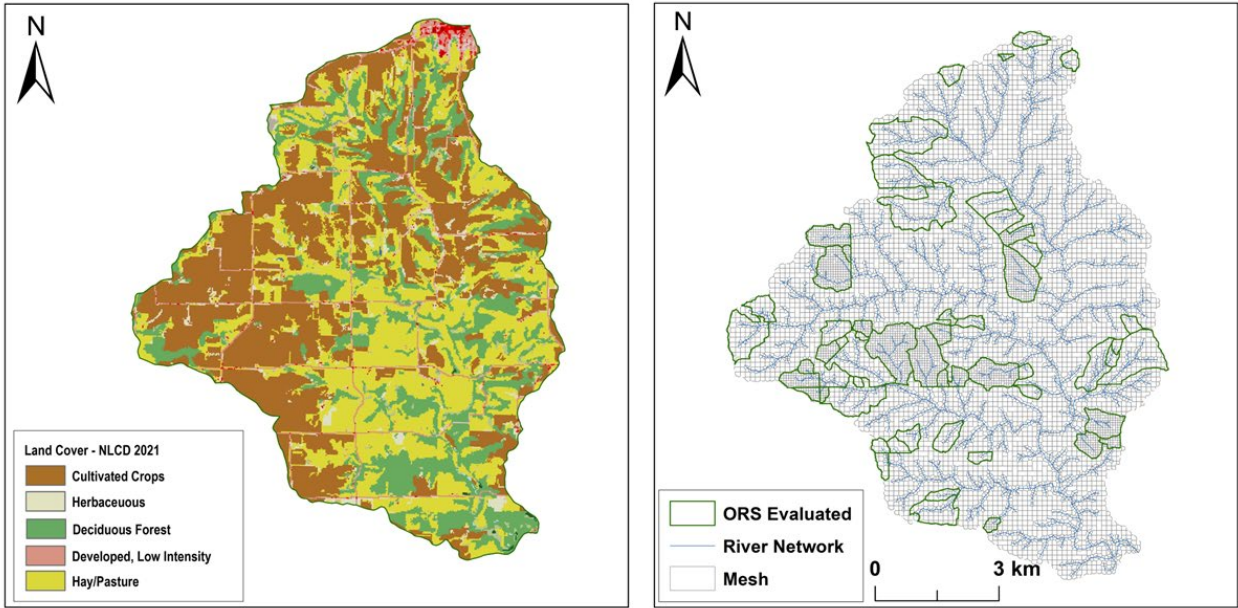 N
Land Cover - NLCD 2021
Cultivated Crops
Herbaceuous
Deciduous Forest
Developed, Low Intensity
Hay/Pasture
N
ORS Evaluated
River Network
Mesh
0 3 km